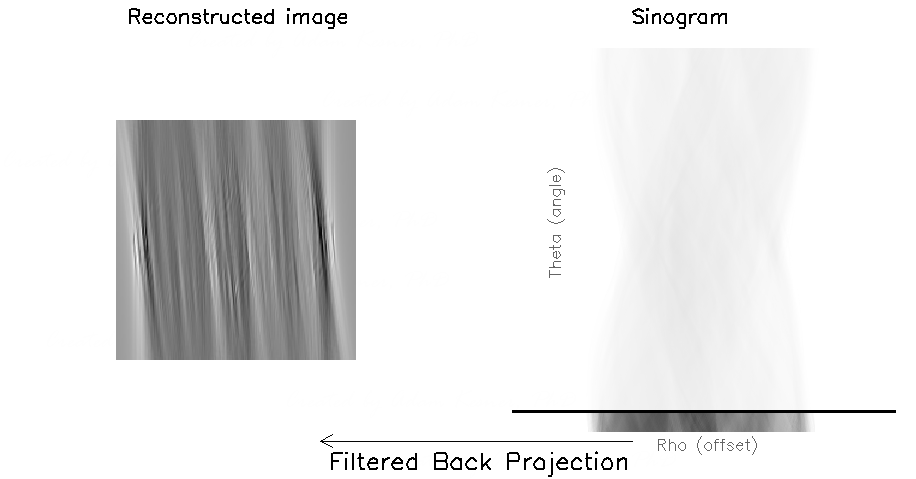 Reconstructed image
Sinogram
Theta (angle)
Rho (offset)
Filtered Back Projection